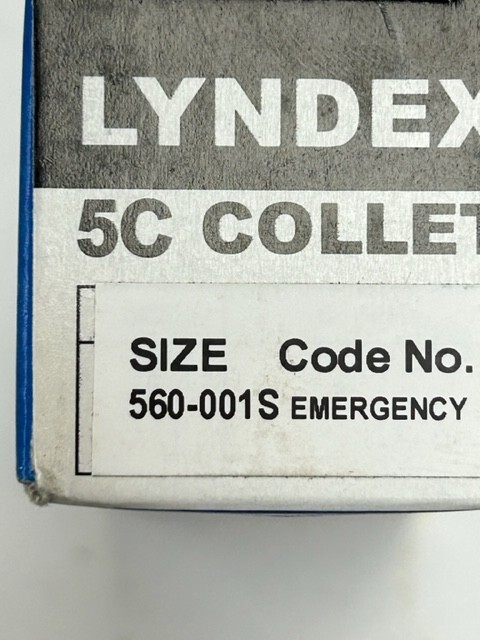 LYNDEX
5C COLLET
SIZE Code No.
560-001S EMERGENCY